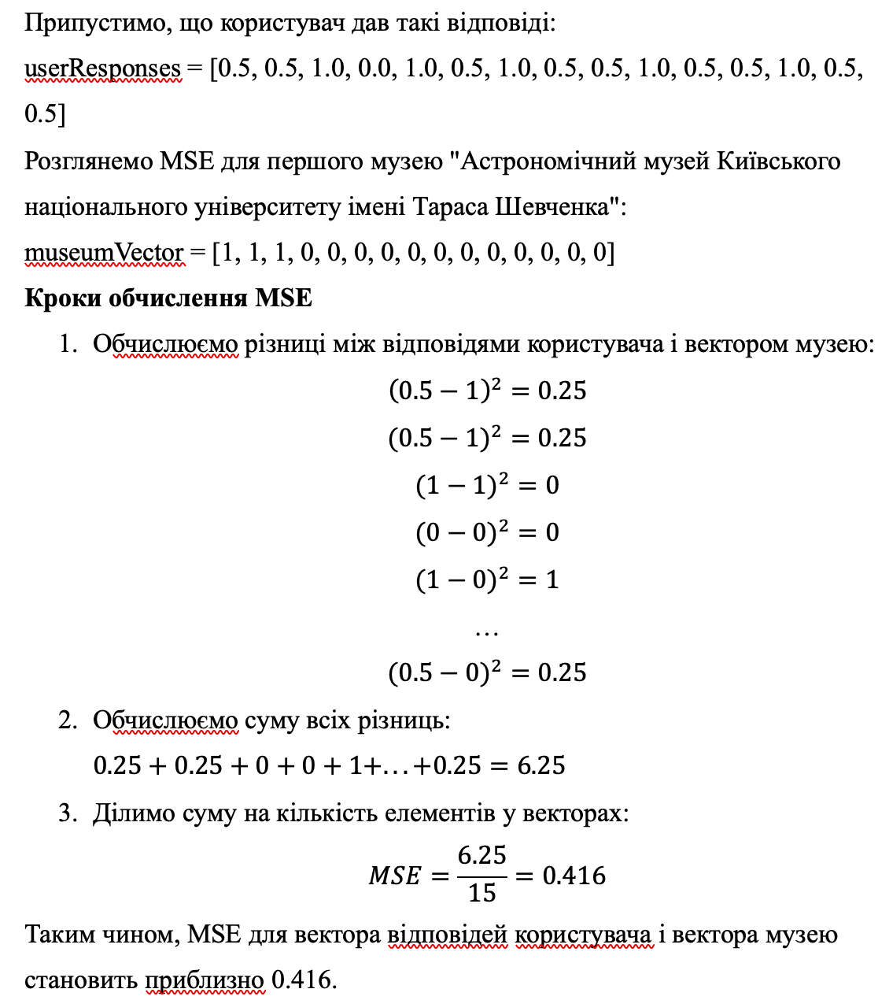 Припустимо, що користувач дав такі відповіді:
userResponses = [0.5, 0.5, 1.0, 0.0, 1.0, 0.5, 1.0, 0.5, 0.5, 1.0, 0.5, 0.5, 1.0, 0.5,
0.5]
Розглянемо MSE для першого музею "Астрономічний музей Київського
національного університету імені Тараса Шевченка":
museumVector = [1, 1, 1, 0, 0, 0, 0, 0, 0, 0, 0, 0, 0, 0, 0]
Кроки обчислення MSE
1. Обчислюємо різниці між відповідями користувача і вектором музею:
(0.5 − 1)² = 0.25
(0.5 − 1)² = 0.25
(1 − 1)² = 0
(0 − 0)² = 0
(1 − 0)² = 1
…
(0.5 − 0)² = 0.25
2. Обчислюємо суму всіх різниць:
0.25 + 0.25 + 0 + 0 + 1+…+0.25 = 6.25
3. Ділимо суму на кількість елементів у векторах:
MSE = 6.25/15 = 0.416
Таким чином, MSE для вектора відповідей користувача і вектора музею
становить приблизно 0.416.